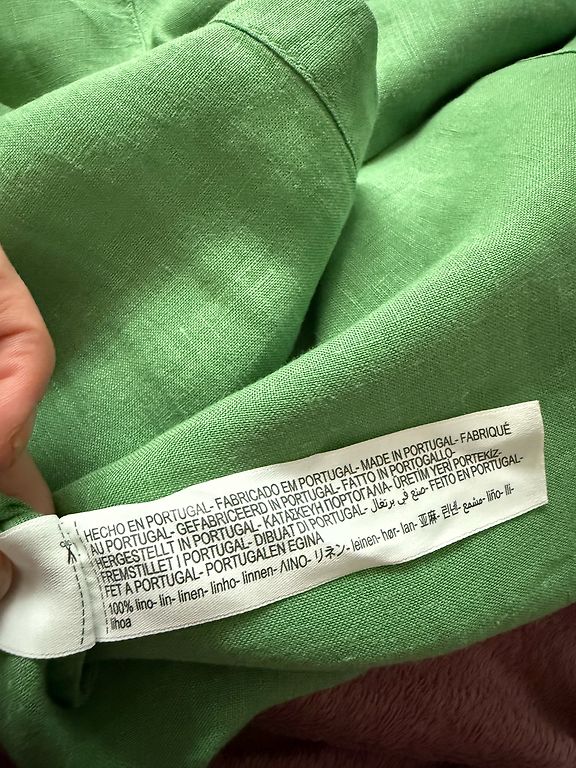 HECHO EN PORTUGAL- FABRICADO EM PORTUGAL- MADE IN PORTUGAL- FABRIQUÉ
AU PORTUGAL- GEFABRICEERD IN PORTUGAL- FATTO IN PORTOGALLO-
HERGESTELLT IN PORTUGAL- ΚΑΤΑΣΚΕΥΗ ΠΟΡΤΟΓΑΛΙΑ- ÜRETİM YERİ PORTEKİZ-
FREMSTILLET I PORTUGAL- DIBUAT DI PORTUGAL- صنع في برتغال- FEITO EN PORTUGAL-
FET A PORTUGAL- PORTUGALEN EGINA
100% lino- lin- linen- linho- linnen- ΛΙΝΟ- リネン- leinen- hør- lan- 亚麻- 린넨- مشمع- liño- lli-
lihoa